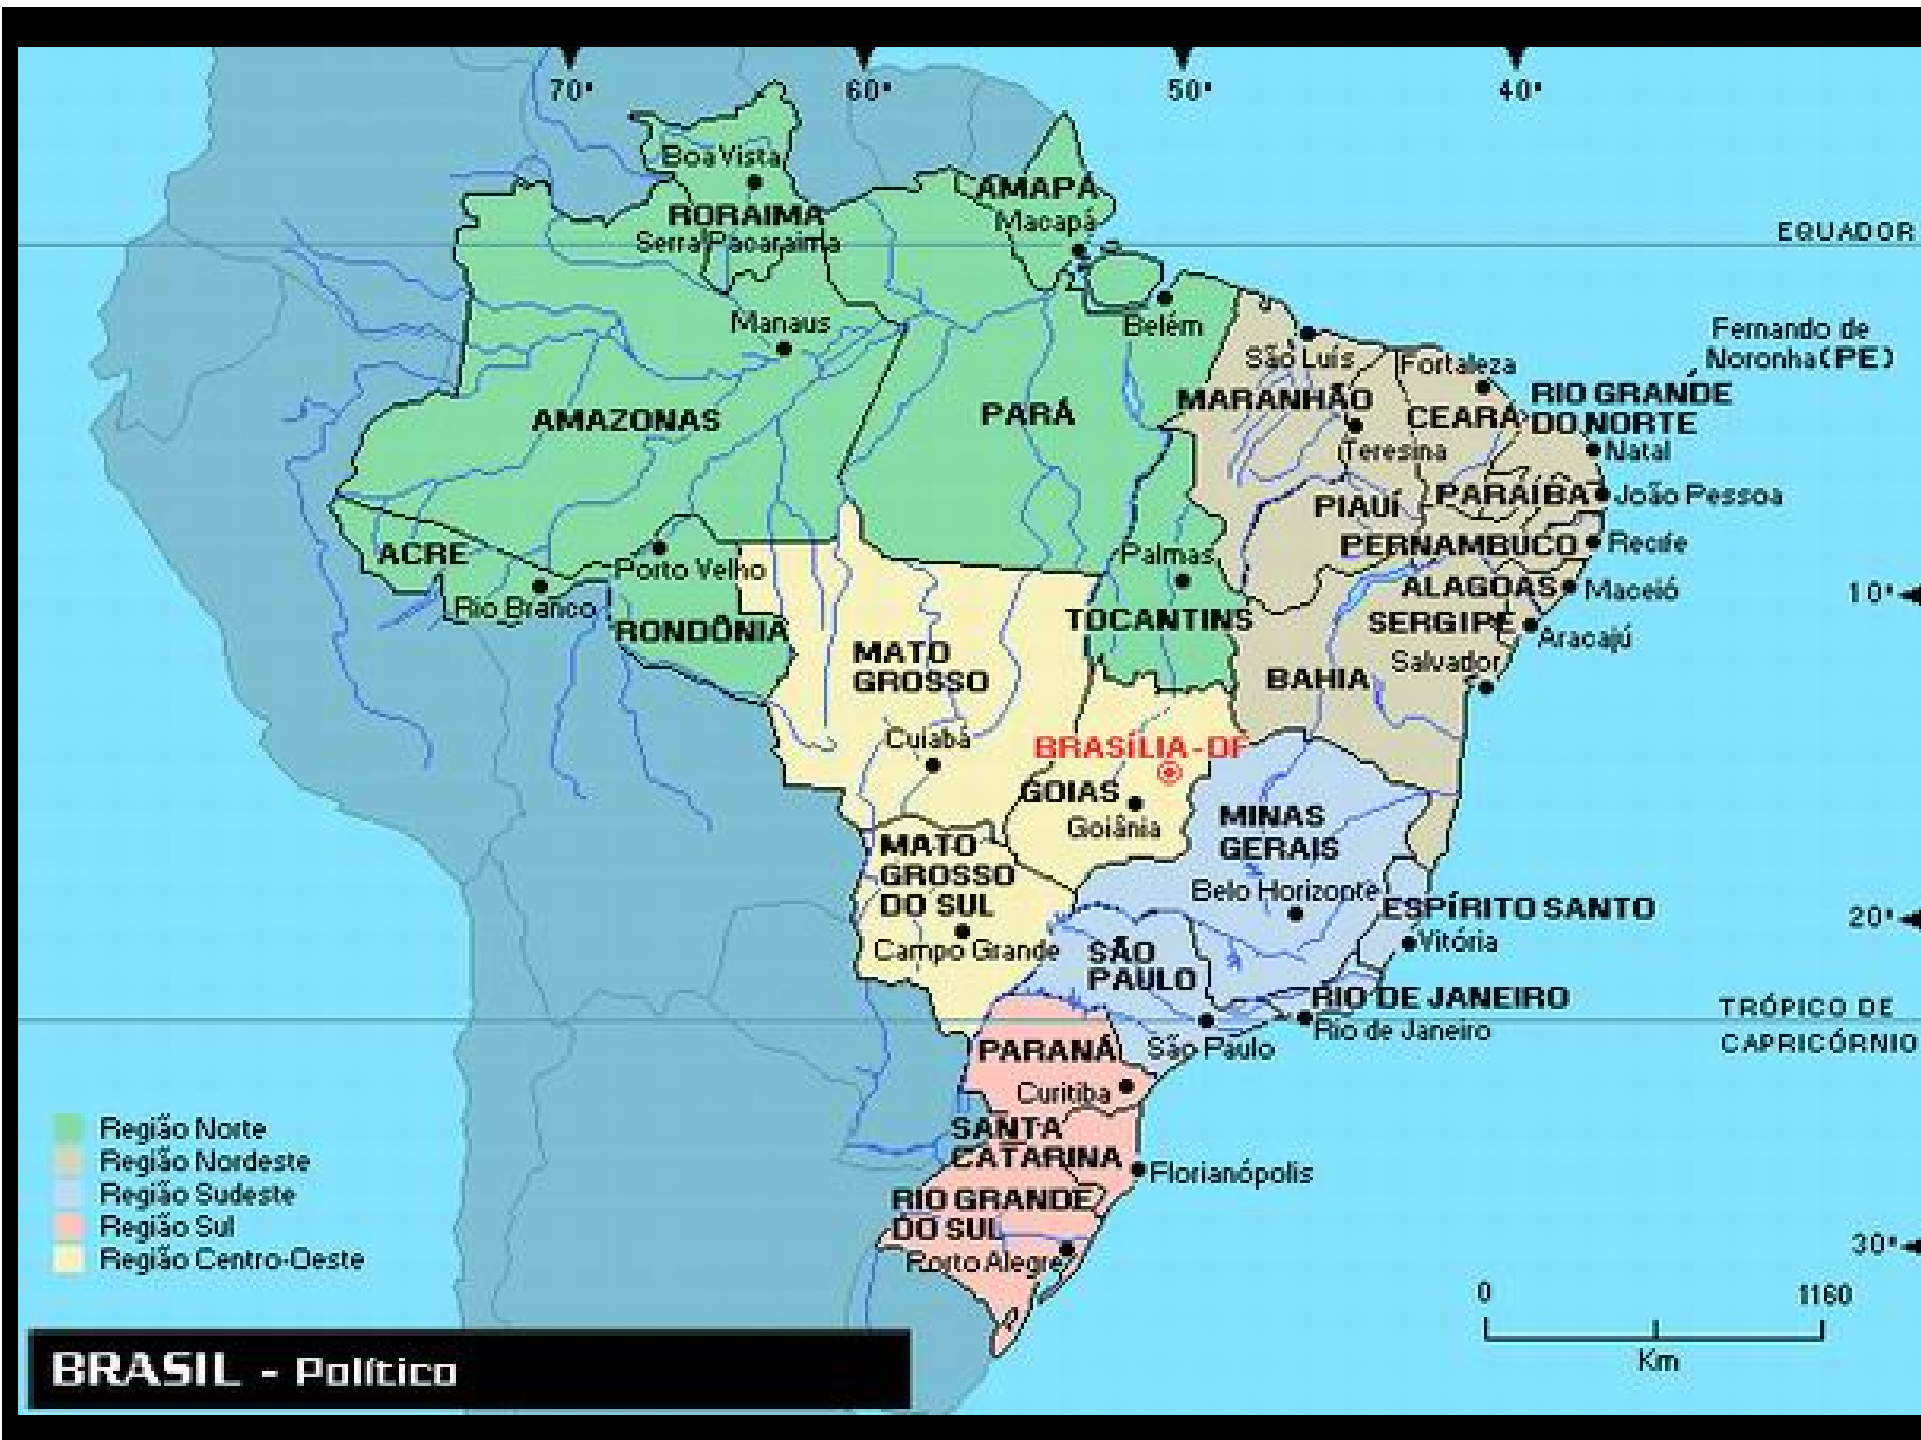 70°
60°
50°
40°
Boa Vista
RORAIMA
Serra Pacaraima
AMAPÁ
Macapá
EQUADOR
Manaus
Belém
Fernando de
Noronha(PE)
São Luís
Fortaleza
AMAZONAS
PARÁ
MARANHÃO
CEARÁ
RIO GRANDE
DO NORTE
Teresina
Natal
PIAUÍ
PARAIBA
João Pessoa
ACRE
Porto Velho
Palmas
PERNAMBUCO
Recife
Rio Branco
ALAGOAS
Maceió
10°
RONDÔNIA
TOCANTINS
SERGIPE
Aracajú
MATO
GROSSO
BAHIA
Salvador
Cuiabá
BRASÍLIA-DF
GOIAS
Goiânia
MINAS
GERAIS
MATO
GROSSO
DO SUL
Campo Grande
Belo Horizonte
ESPÍRITO SANTO
Vitória
20°
SÃO
PAULO
RIO DE JANEIRO
Rio de Janeiro
São Paulo
TRÓPICO DE
CAPRICÓRNIO
PARANÁ
Curitiba
SANTA
CATARINA
Florianópolis
RIO GRANDE
DO SUL
Porto Alegre
30°
Região Norte
Região Nordeste
Região Sudeste
Região Sul
Região Centro-Oeste
0 1160
Km
BRASIL - Político